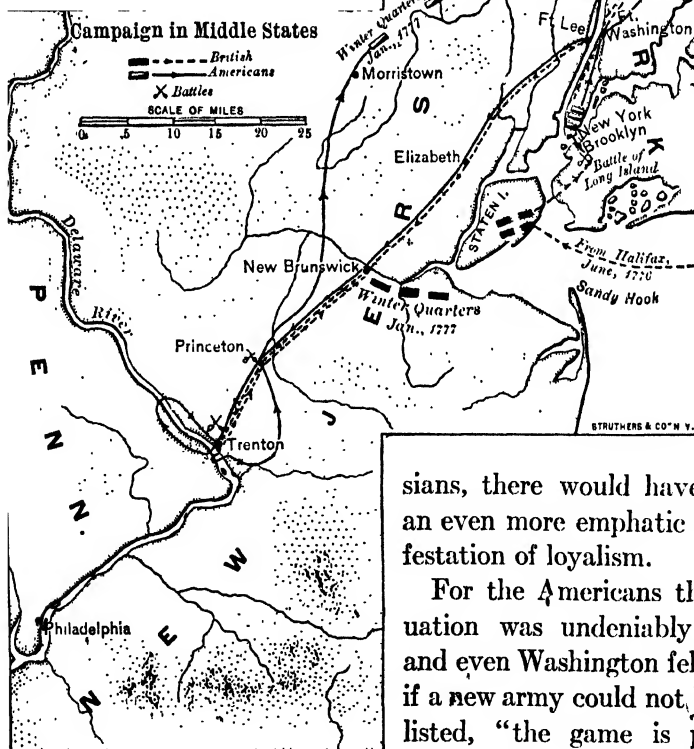 Campaign in Middle States
British
Americans
Battles
SCALE OF MILES
0 5 10 15 20 25
Winter Quarter
Jan., 1777
Morristown
Ft. Lee
Ft.
Washington
New York
Brooklyn
Battle of
Long Island
Elizabeth
STATEN I.
From Halifax,
June, 1776
Sandy Hook
New Brunswick
Winter Quarters
Jan., 1777
Princeton
Trenton
Delaware
River
Philadelphia
PENN.
NEW JERS
K
R
STRUTHERS & CO'N Y.
sians, there would have
an even more emphatic
festation of loyalism.
For the Americans th
uation was undeniably
and even Washington fel
if a new army could not
listed, "the game is